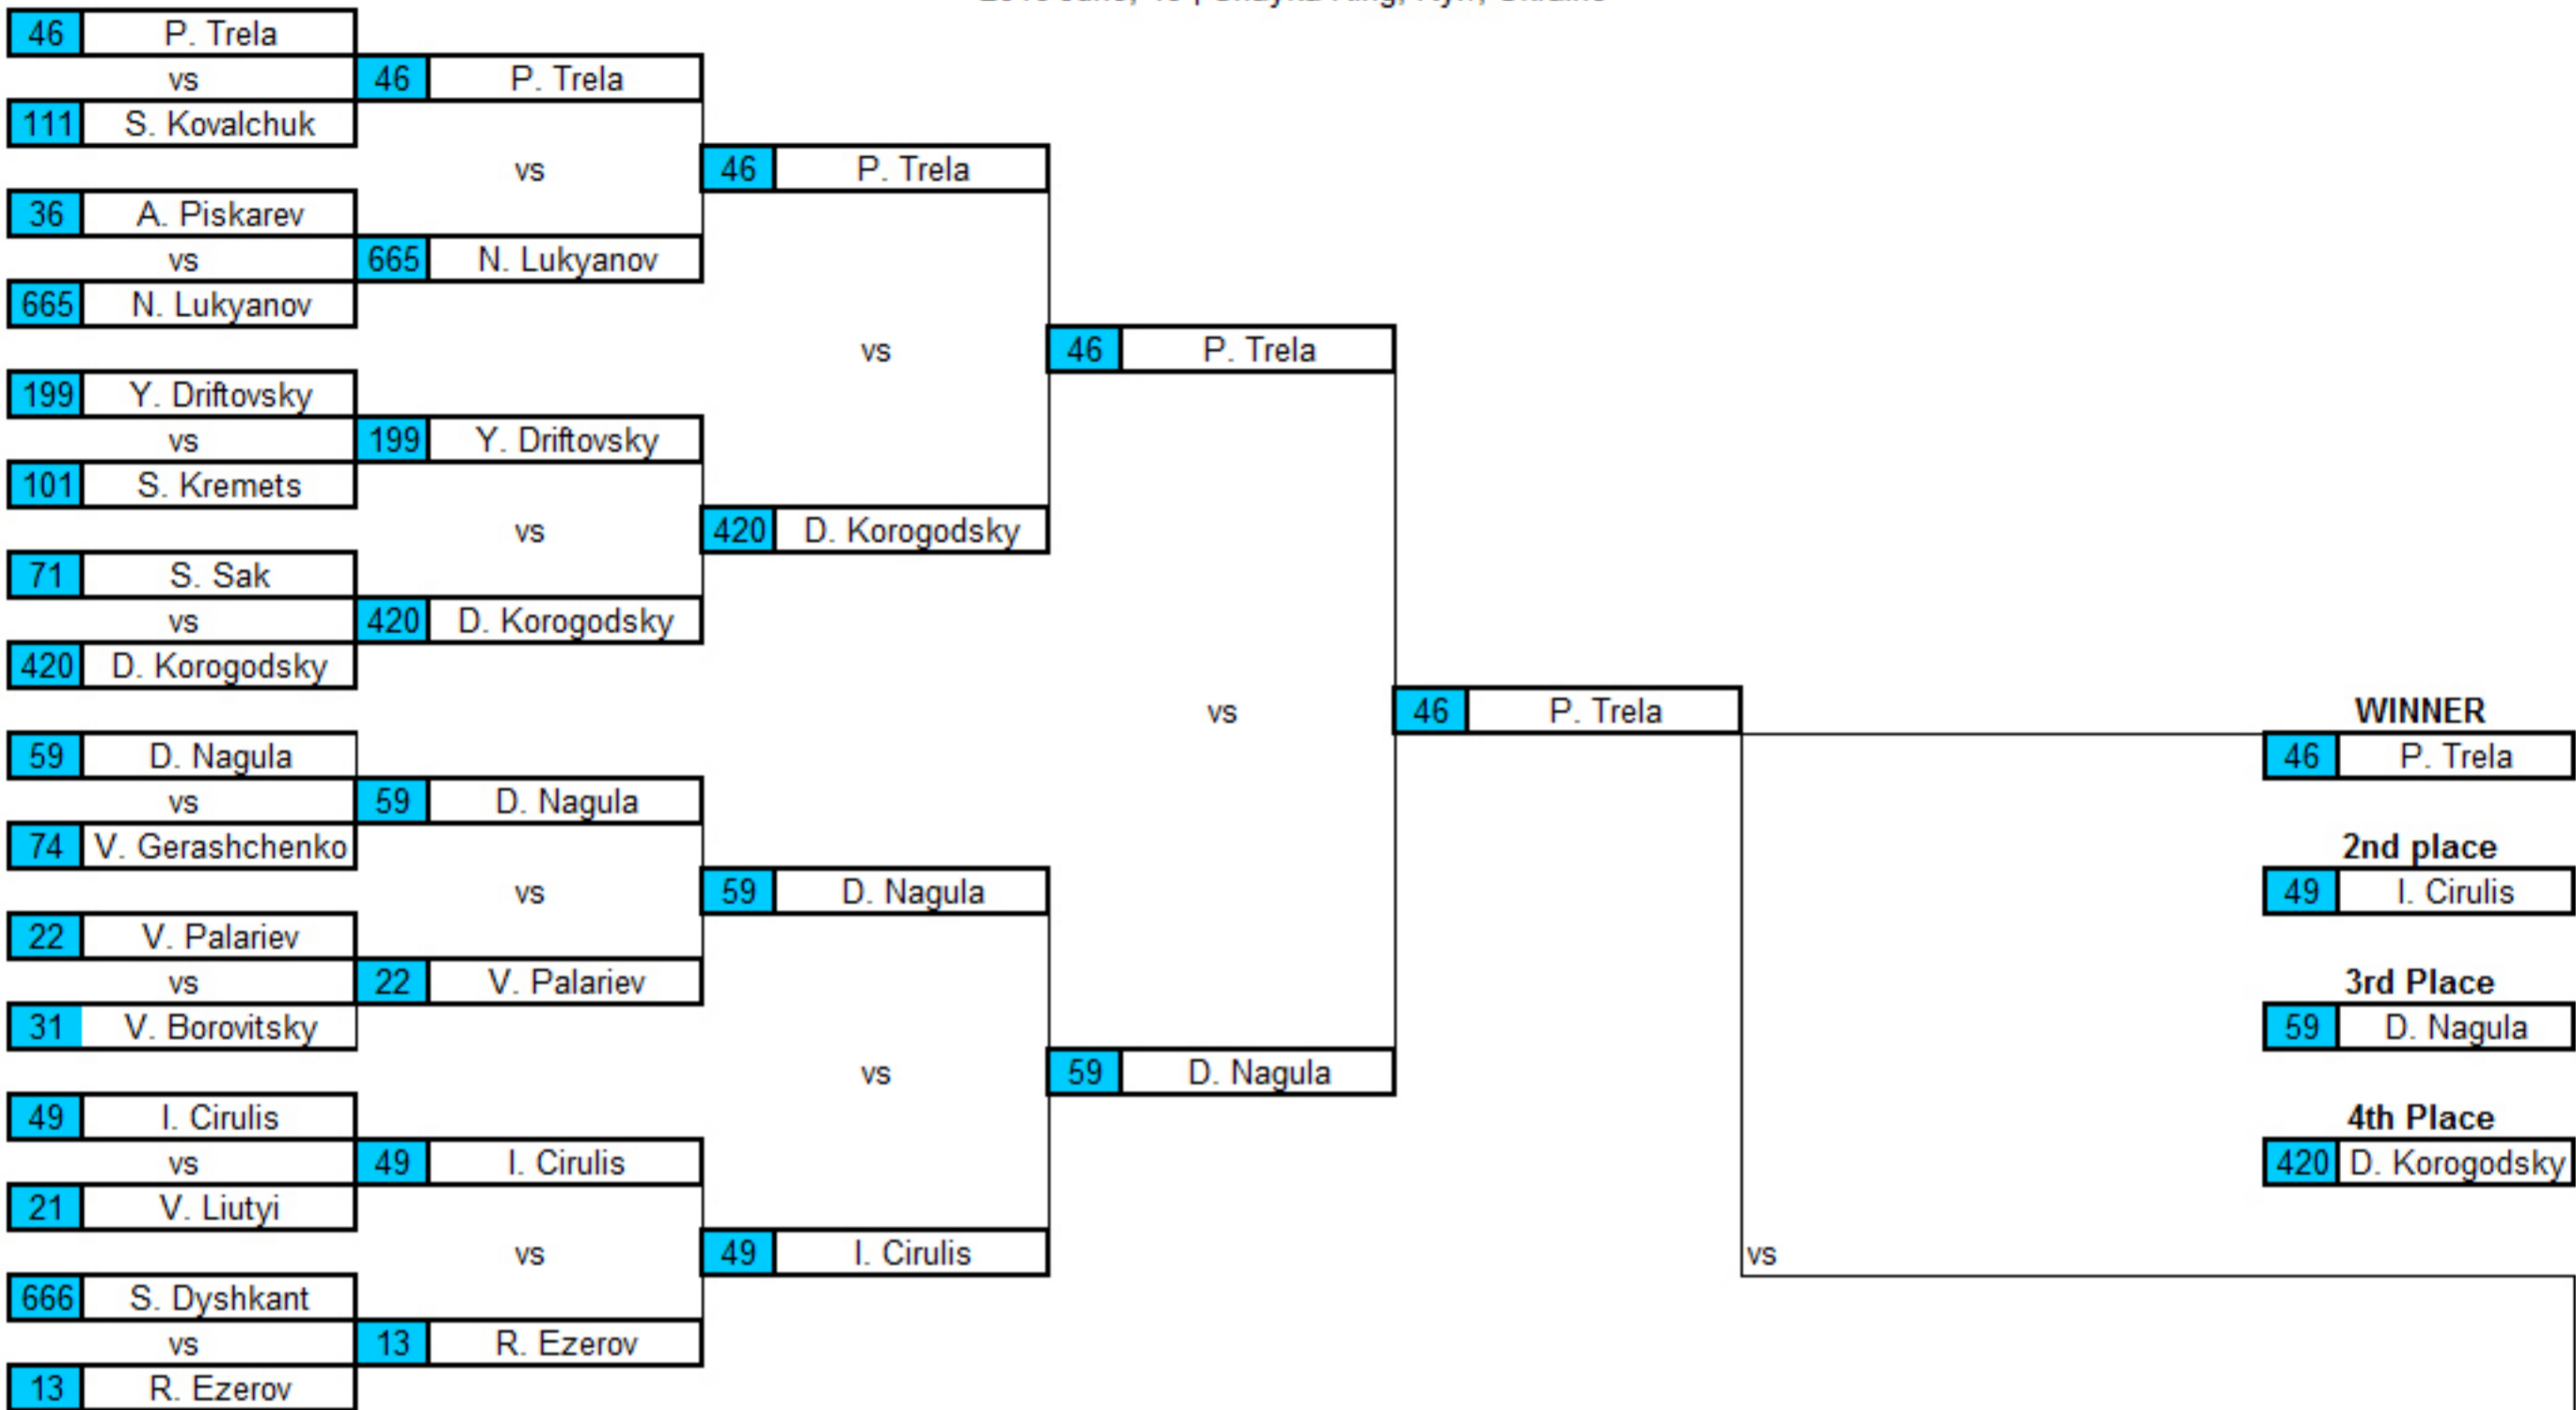 46 P. Trela
vs 46 P. Trela
111 S. Kovalchuk
vs 46 P. Trela
36 A. Piskarev
vs 665 N. Lukyanov
665 N. Lukyanov
vs 46 P. Trela
199 Y. Driftovsky
vs 199 Y. Driftovsky
101 S. Kremets
vs 420 D. Korogodsky
71 S. Sak
vs 420 D. Korogodsky
420 D. Korogodsky
vs 46 P. Trela WINNER
59 D. Nagula 46 P. Trela
vs 59 D. Nagula
74 V. Gerashchenko 2nd place
vs 59 D. Nagula 49 I. Cirulis
22 V. Palariev
vs 22 V. Palariev 3rd Place
31 V. Borovitsky 59 D. Nagula
vs 59 D. Nagula
49 I. Cirulis 4th Place
vs 49 I. Cirulis 420 D. Korogodsky
21 V. Liutyi
vs 49 I. Cirulis vs
666 S. Dyshkant
vs 13 R. Ezerov
13 R. Ezerov